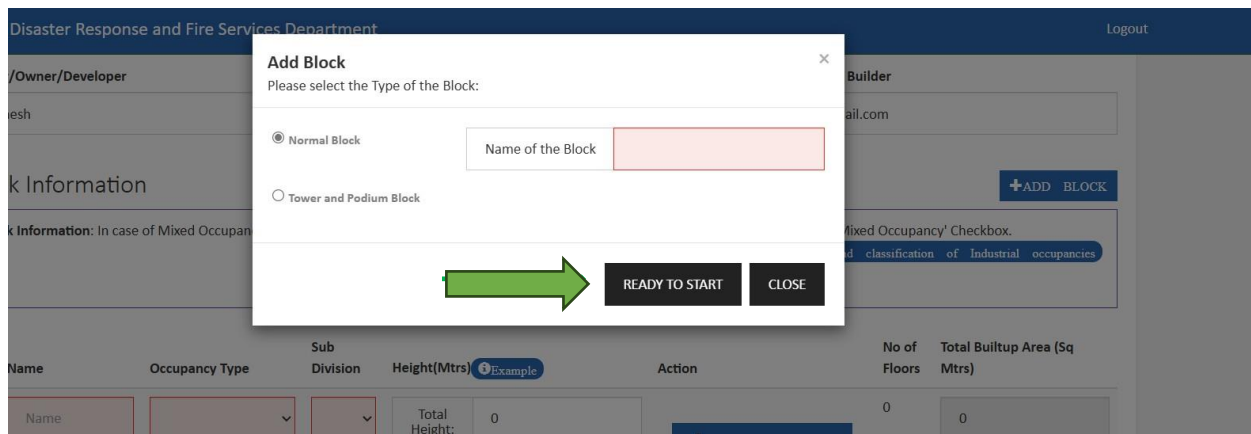 Disaster Response and Fire Services Department
Logout
Add Block
×
Please select the Type of the Block:
/Owner/Developer
Builder
esh
ail.com
Normal Block
Name of the Block
Tower and Podium Block
k Information
+ADD BLOCK
k Information: In case of Mixed Occupan
Mixed Occupancy' Checkbox.
d classification of Industrial occupancies
READY TO START
CLOSE
Name
Occupancy Type
Sub
Division
Height(Mtrs)
Example
Action
No of
Floors
Total Builtup Area (Sq
Mtrs)
Name
Total
Height:
0
0
0